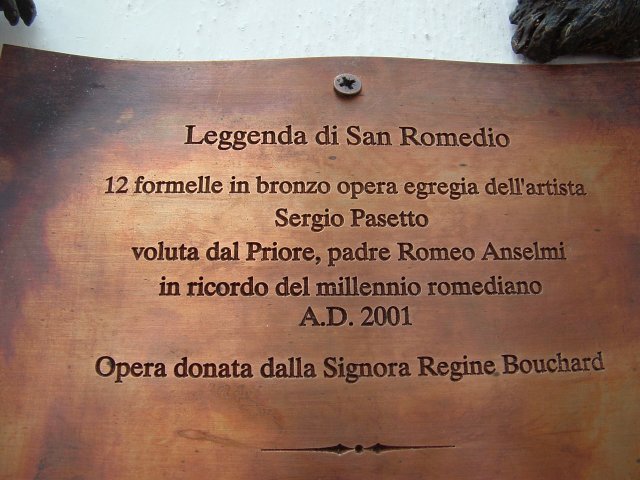 Leggenda di San Romedio
12 formelle in bronzo opera egregia dell'artista
Sergio Pasetto
voluta dal Priore, padre Romeo Anselmi
in ricordo del millennio romediano
A.D. 2001
Opera donata dalla Signora Regine Bouchard